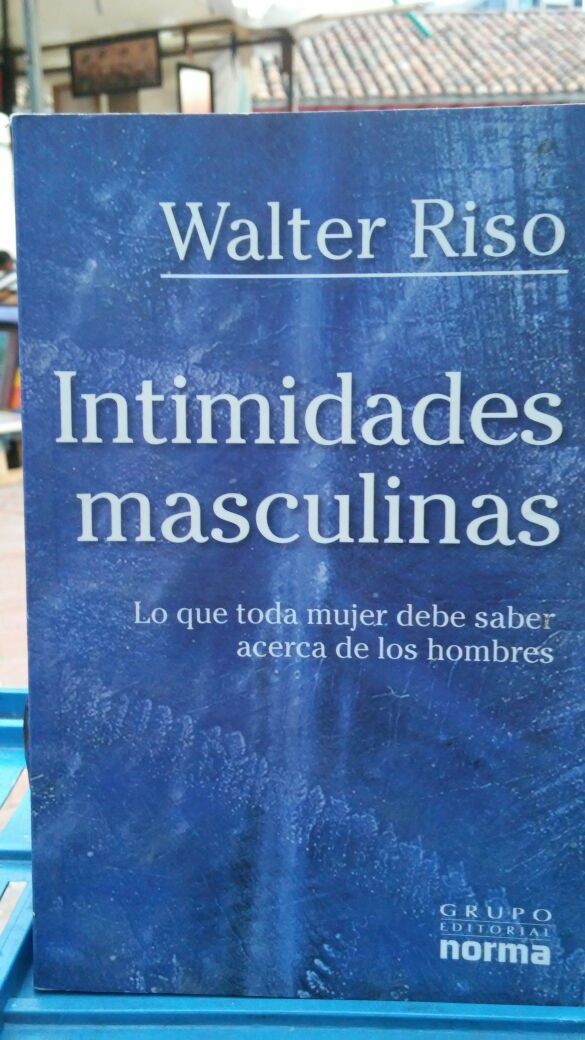 Walter Riso
Intimidades
masculinas
Lo que toda mujer debe saber
acerca de los hombres
GRUPO
EDITORIAL
norma